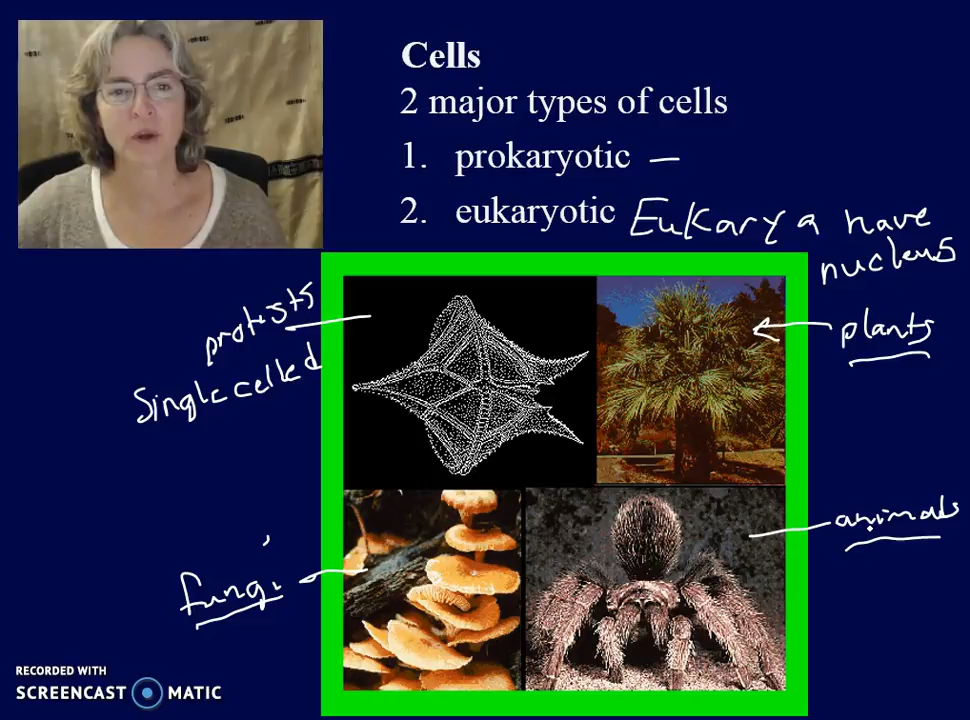 Cells
2 major types of cells
1. prokaryotic –
2. eukaryotic Eukarya have
nucleus
protists
Single celled
plants
animals
fungi
RECORDED WITH
SCREENCAST MATIC